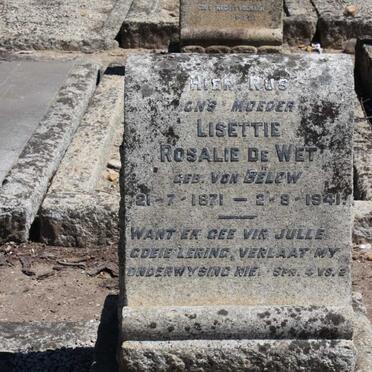 HIER RUS
ONS MOEDER
LISETTIE
ROSALIE DE WET
GEB. VON BELOW
21-7-1871 – 2-8-1941
WANT EK GEE VIR JULLE
GOEIE LERING, VERLAAT MY
ONDERWYSING NIE. SPR. 4 VS. 2